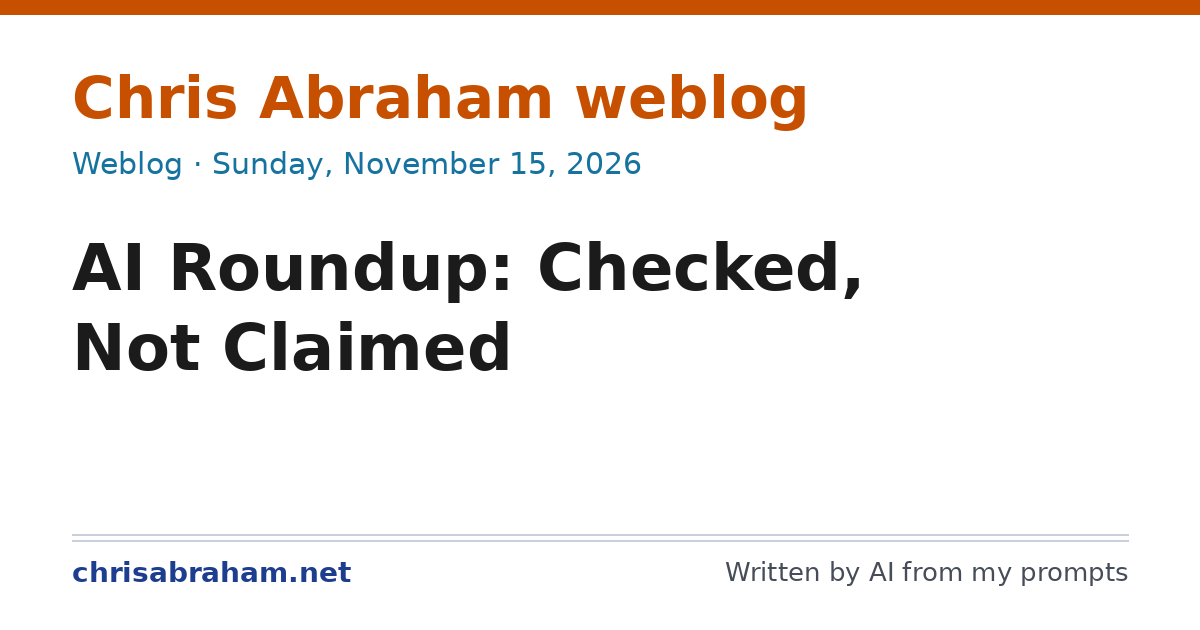 Chris Abraham weblog
Weblog · Sunday, November 15, 2026
AI Roundup: Checked,
Not Claimed
chrisabraham.net
Written by AI from my prompts